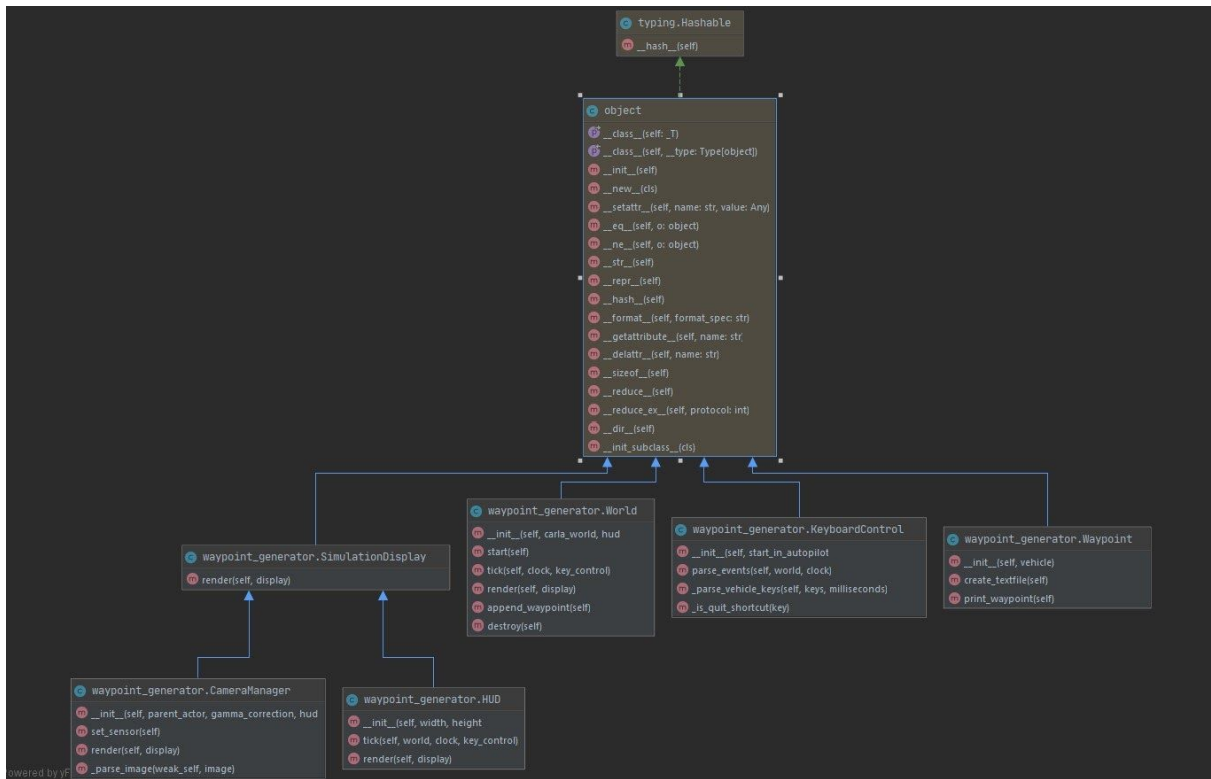 typing.Hashable
__hash__(self)
object
__class__(self: _T)
__class__(self, __type: Type[object])
__init__(self)
__new__(cls)
__setattr__(self, name: str, value: Any)
__eq__(self, o: object)
__ne__(self, o: object)
__str__(self)
__repr__(self)
__hash__(self)
__format__(self, format_spec: str)
__getattribute__(self, name: str)
__delattr__(self, name: str)
__sizeof__(self)
__reduce__(self)
__reduce_ex__(self, protocol: int)
__dir__(self)
__init_subclass__(cls)
waypoint_generator.SimulationDisplay
render(self, display)
waypoint_generator.World
__init__(self, carla_world, hud
start(self)
tick(self, clock, key_control)
render(self, display)
append_waypoint(self)
destroy(self)
waypoint_generator.KeyboardControl
__init__(self, start_in_autopilot
parse_events(self, world, clock)
_parse_vehicle_keys(self, keys, milliseconds)
_is_quit_shortcut(key)
waypoint_generator.Waypoint
__init__(self, vehicle)
create_textfile(self)
print_waypoint(self)
waypoint_generator.CameraManager
__init__(self, parent_actor, gamma_correction, hud
set_sensor(self)
render(self, display)
_parse_image(weak_self, image)
waypoint_generator.HUD
__init__(self, width, height
tick(self, world, clock, key_control)
render(self, display)
owered by yF